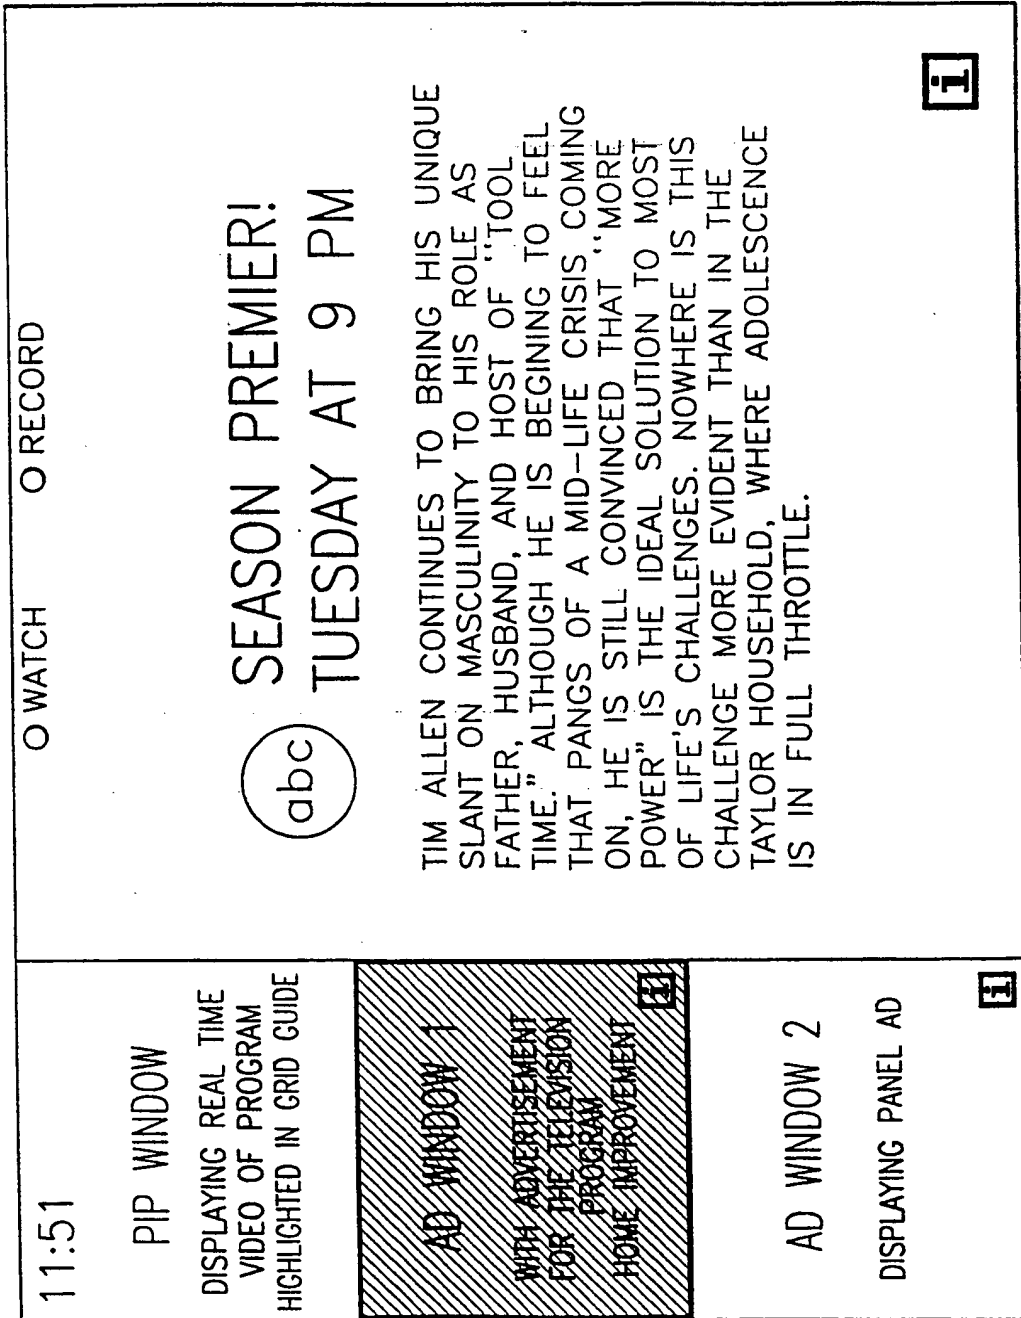 11:51
O WATCH
O RECORD
PIP WINDOW
DISPLAYING REAL TIME
VIDEO OF PROGRAM
HIGHLIGHTED IN GRID GUIDE
AD WINDOW 1
WITH ADVERTISEMENT
FOR THE TELEVISION
PROGRAM
HOME IMPROVEMENT
i
AD WINDOW 2
DISPLAYING PANEL AD
i
abc
SEASON PREMIER!
TUESDAY AT 9 PM
TIM ALLEN CONTINUES TO BRING HIS UNIQUE
SLANT ON MASCULINITY TO HIS ROLE AS
FATHER, HUSBAND, AND HOST OF "TOOL
TIME." ALTHOUGH HE IS BEGINING TO FEEL
THAT PANGS OF A MID-LIFE CRISIS COMING
ON, HE IS STILL CONVINCED THAT "MORE
POWER" IS THE IDEAL SOLUTION TO MOST
OF LIFE'S CHALLENGES. NOWHERE IS THIS
CHALLENGE MORE EVIDENT THAN IN THE
TAYLOR HOUSEHOLD, WHERE ADOLESCENCE
IS IN FULL THROTTLE.
i